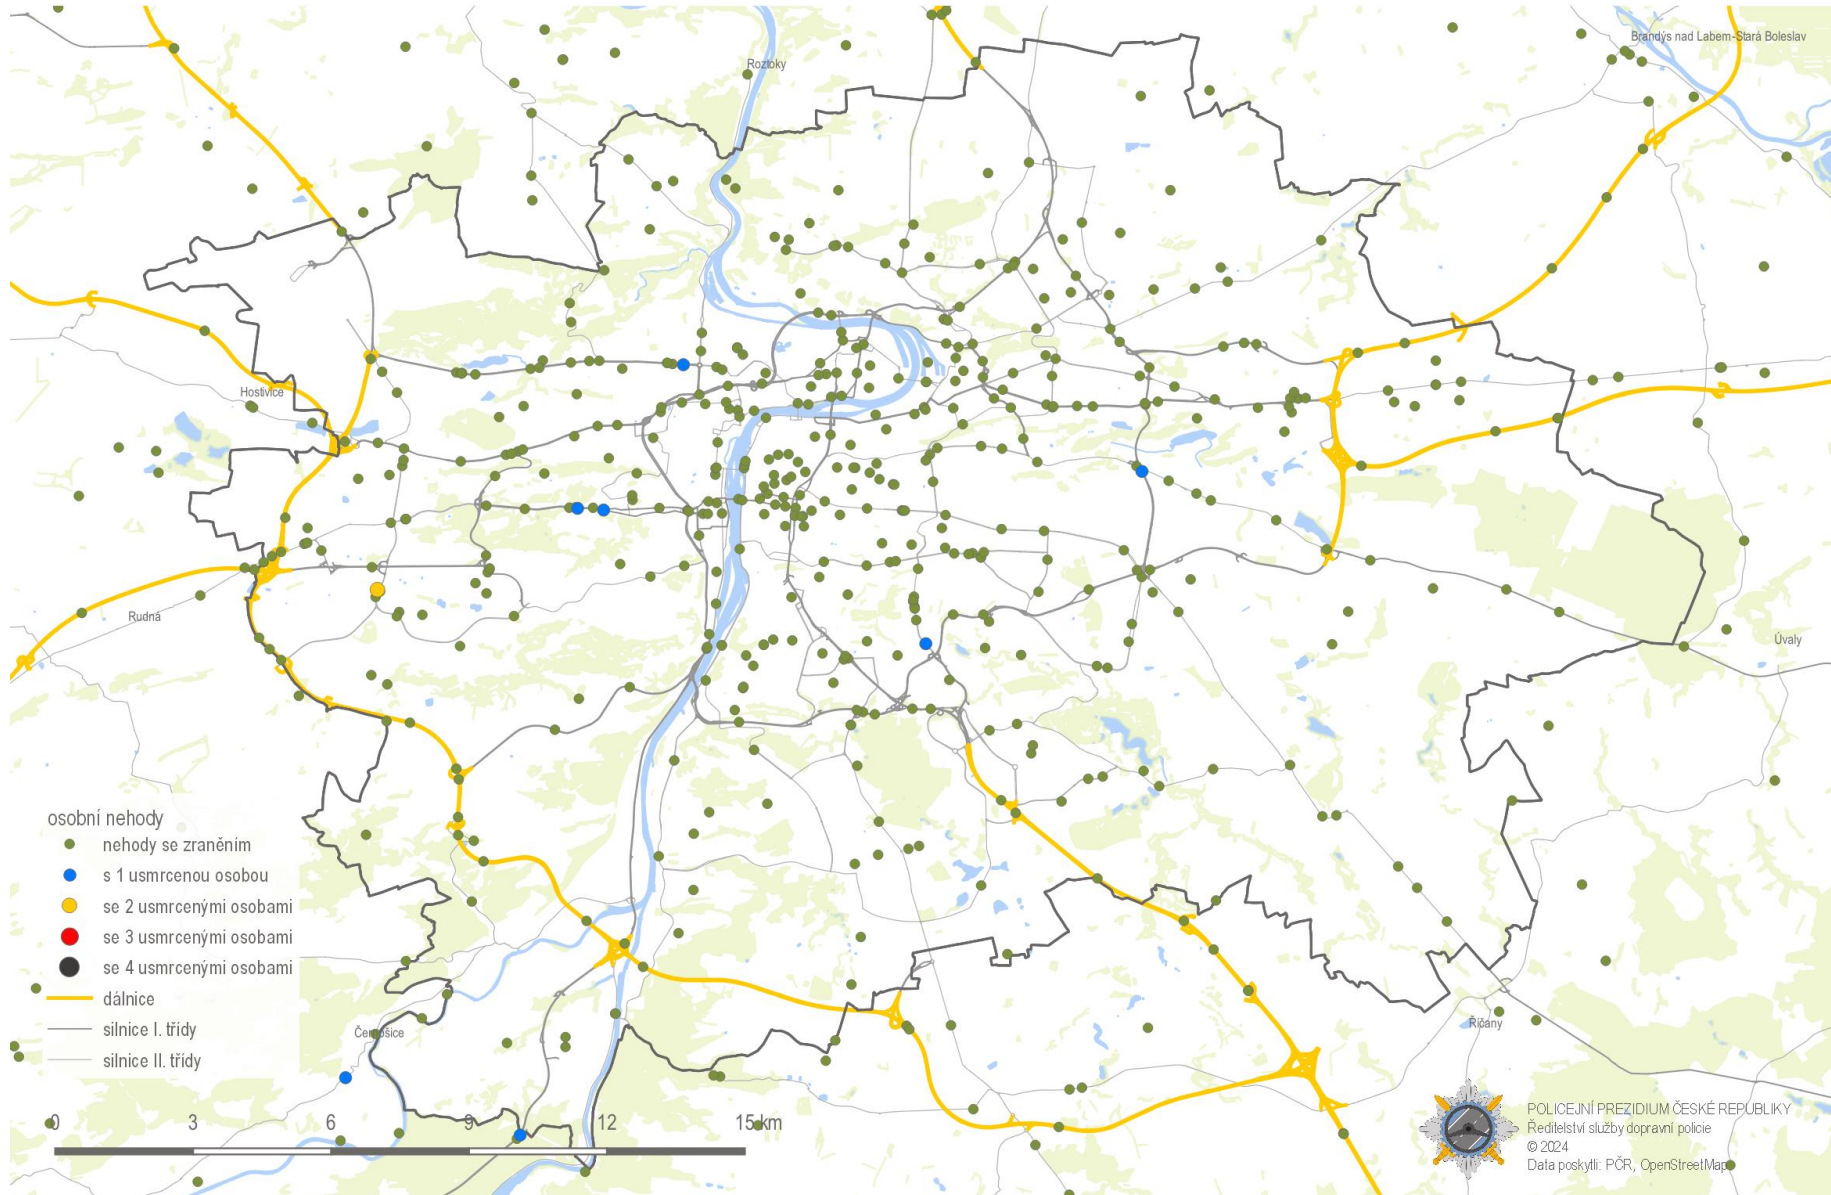 Brandýs nad Labem-Stará Boleslav
Roztoky
Hostivice
Rudná
Úvaly
osobní nehody
nehody se zraněním
s 1 usmrcenou osobou
se 2 usmrcenými osobami
se 3 usmrcenými osobami
se 4 usmrcenými osobami
dálnice
silnice I. třídy
silnice II. třídy
Černošice
Říčany
0 3 6 9 12 15 km
POLICEJNÍ PREZIDIUM ČESKÉ REPUBLIKY
Ředitelství služby dopravní policie
© 2024
Data poskytli: PČR, OpenStreetMap